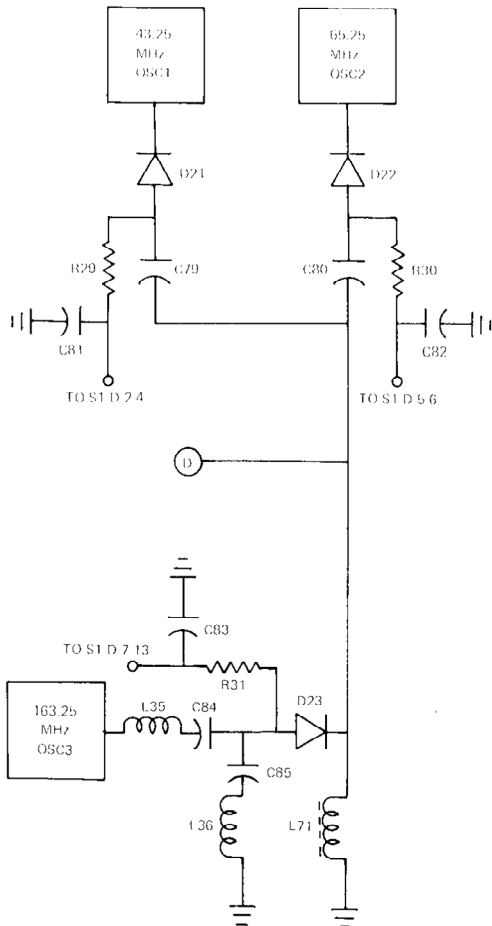 43.25
MHz
OSC1
65.25
MHz
OSC2
D21
D22
R29
C79
C80
R30
C81
C82
TO S1 D 2 4
TO S1 D 5 6
D
C83
TO S1 D 7 13
R31
L35
C84
D23
163.25
MHz
OSC3
C85
L36
L71